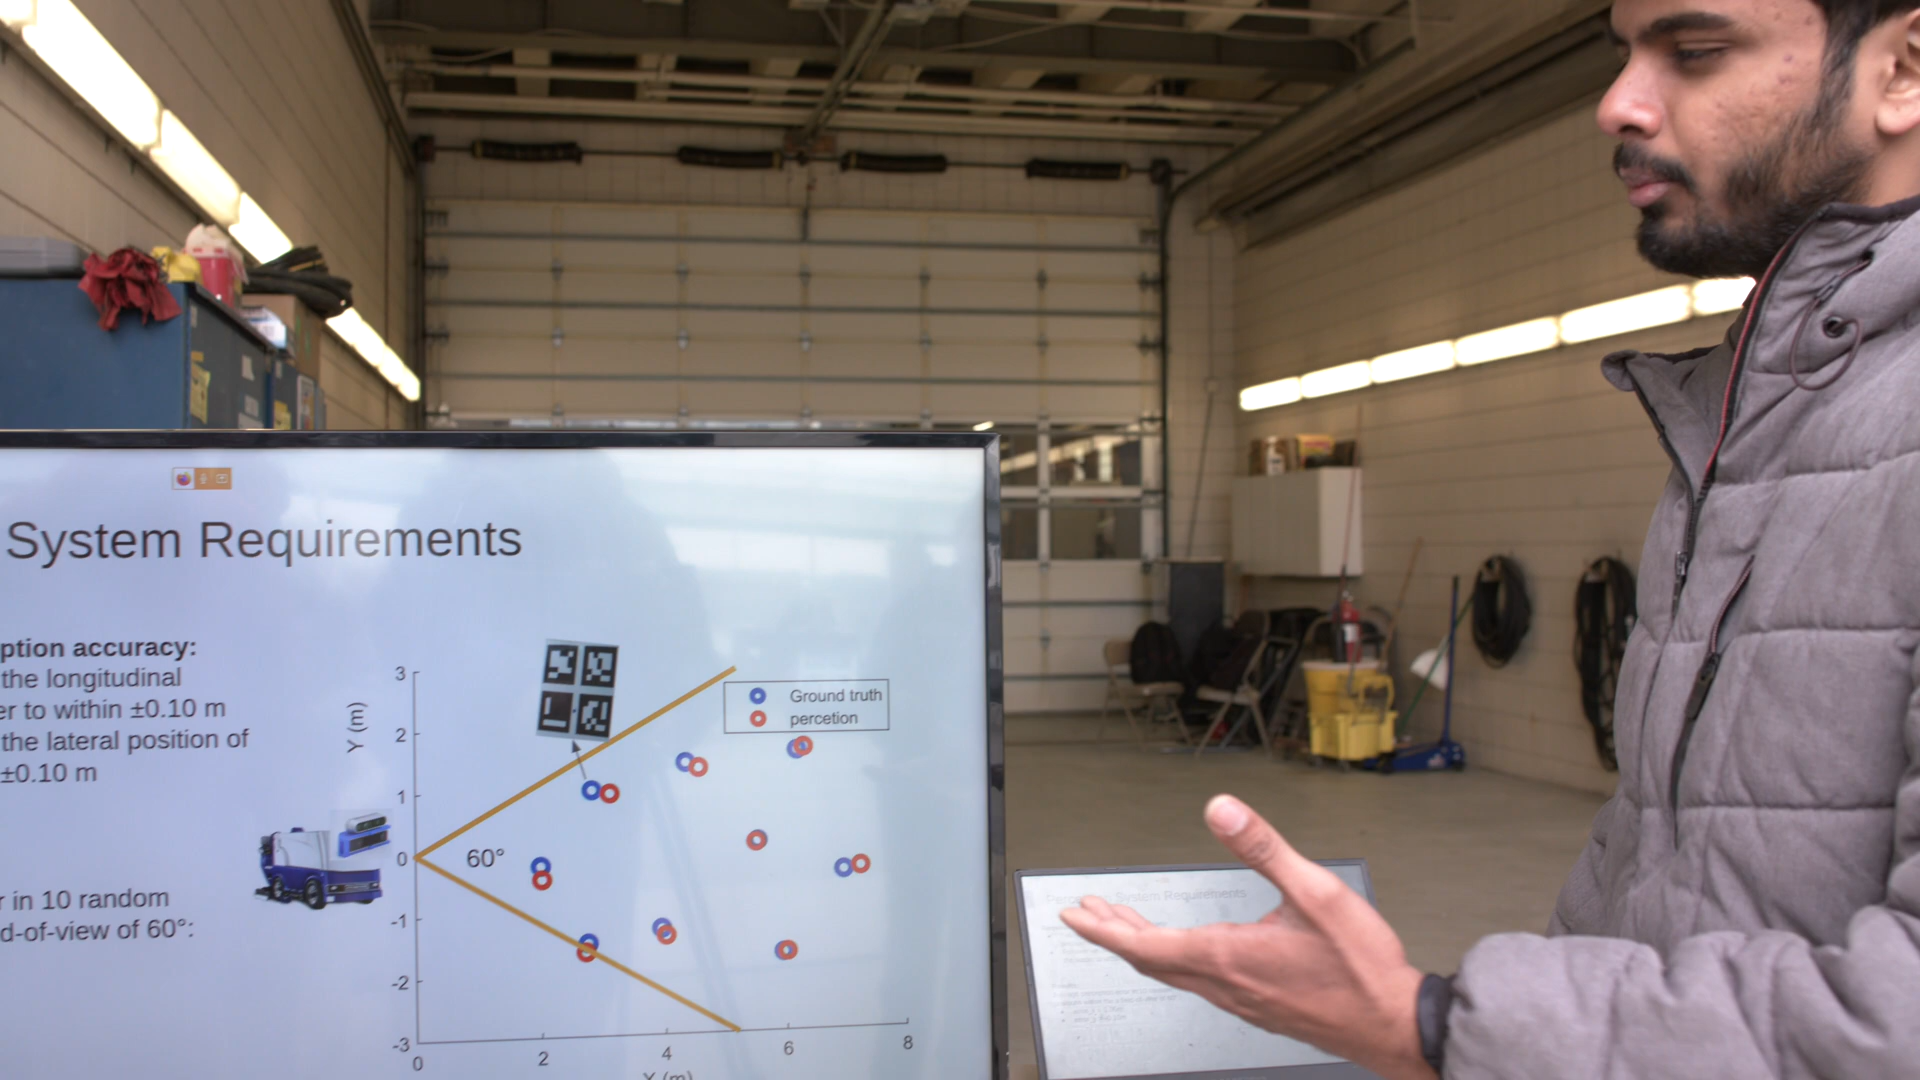 System Requirements
ption accuracy:
the longitudinal
er to within ±0.10 m
the lateral position of
±0.10 m
r in 10 random
d-of-view of 60°:
Y (m)
3
2
1
0
-1
-2
-3
0
2
4
6
8
X (m)
60°
Ground truth
percetion
System Requirements